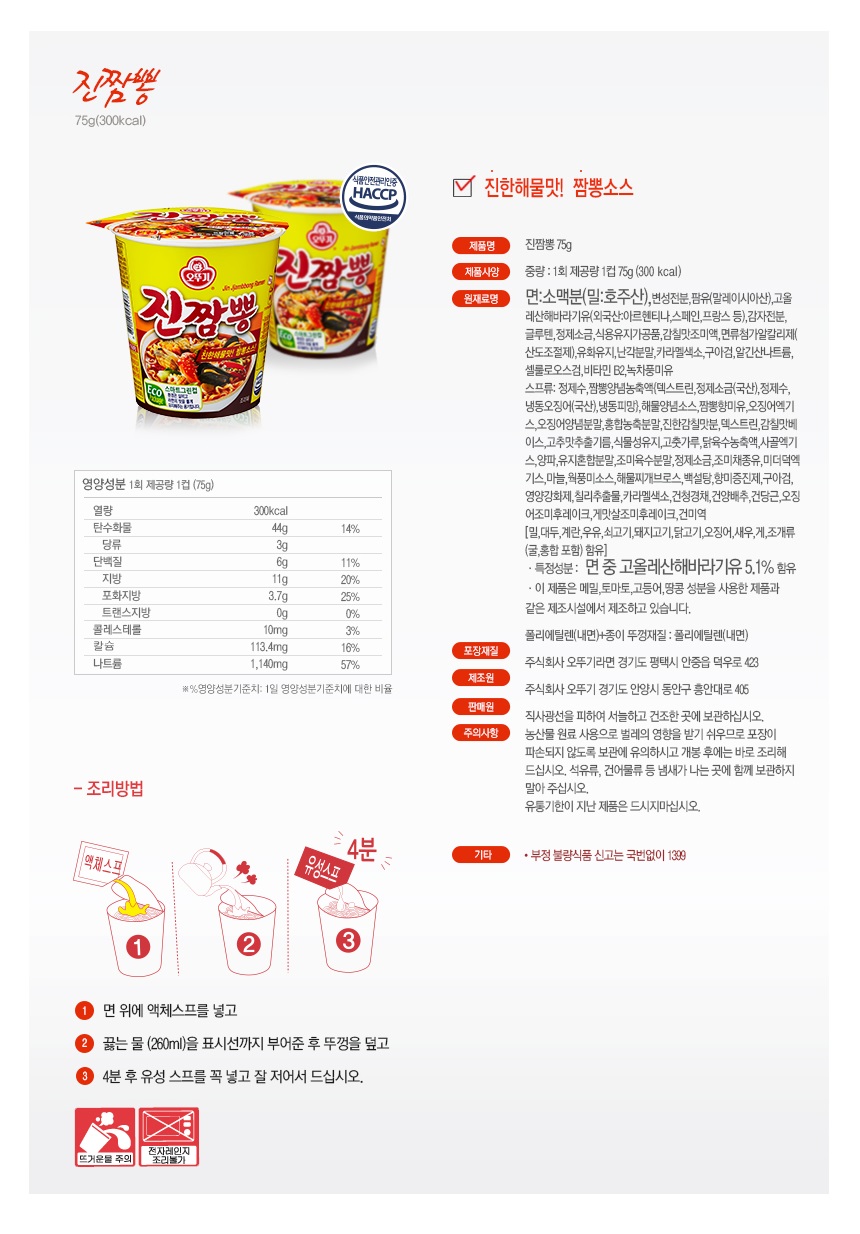 진짬뽕
75g(300kcal)
식품안전관리인증
HACCP
식품의약품안전처
오뚜기
Jin Jjambbong Ramen
진짬뽕
진한해물맛! 짬뽕소스!
Eco
스마트그린컵
오뚜기
진짬뽕
영양성분 1회 제공량 1컵 (75g)
열량 300kcal
탄수화물 44g 14%
당류 3g
단백질 6g 11%
지방 11g 20%
포화지방 3.7g 25%
트랜스지방 0g 0%
콜레스테롤 10mg 3%
칼슘 113.4mg 16%
나트륨 1,140mg 57%
※%영양성분기준치: 1일 영양성분기준치에 대한 비율
- 조리방법
액체스프
유성스프
4분
1
2
3
1 면 위에 액체스프를 넣고
2 끓는 물 (260ml)을 표시선까지 부어준 후 뚜껑을 덮고
3 4분 후 유성 스프를 꼭 넣고 잘 저어서 드십시오.
뜨거운물 주의
전자레인지
조리불가
진한해물맛! 짬뽕소스
제품명 진짬뽕 75g
제품사양 중량 : 1회 제공량 1컵 75g (300 kcal)
원재료명 면:소맥분(밀:호주산),변성전분,팜유(말레이시아산),고올
레산해바라기유(외국산:아르헨티나,스페인,프랑스 등),감자전분,
글루텐,정제소금,식용유지가공품,감칠맛조미액,면류첨가알칼리제(
산도조절제),유화유지,난각분말,카라멜색소,구아검,알긴산나트륨,
셀룰로오스검,비타민 B2,녹차풍미유
스프류: 정제수,짬뽕양념농축액(덱스트린,정제소금(국산),정제수,
냉동오징어(국산),냉동피망),해물양념소스,짬뽕향미유,오징어엑기
스,오징어양념분말,홍합농축분말,진한감칠맛분,덱스트린,감칠맛베
이스,고추맛추출기름,식물성유지,고춧가루,닭육수농축액,사골엑기
스,양파,유지혼합분말,조미육수분말,정제소금,조미채종유,미더덕엑
기스,마늘,웍풍미소스,해물찌개브로스,백설탕,향미증진제,구아검,
영양강화제,칠리추출물,카라멜색소,건청경채,건양배추,건당근,오징
어조미후레이크,게맛살조미후레이크,건미역
[밀,대두,계란,우유,쇠고기,돼지고기,닭고기,오징어,새우,게,조개류
(굴,홍합 포함) 함유]
· 특정성분 : 면 중 고올레산해바라기유 5.1% 함유
· 이 제품은 메밀,토마토,고등어,땅콩 성분을 사용한 제품과
같은 제조시설에서 제조하고 있습니다.
포장재질 폴리에틸렌(내면)+종이 뚜껑재질 : 폴리에틸렌(내면)
제조원 주식회사 오뚜기라면 경기도 평택시 안중읍 덕우로 423
판매원 주식회사 오뚜기 경기도 안양시 동안구 흥안대로 405
주의사항 직사광선을 피하여 서늘하고 건조한 곳에 보관하십시오.
농산물 원료 사용으로 벌레의 영향을 받기 쉬우므로 포장이
파손되지 않도록 보관에 유의하시고 개봉 후에는 바로 조리해
드십시오. 석유류, 건어물류 등 냄새가 나는 곳에 함께 보관하지
말아 주십시오.
유통기한이 지난 제품은 드시지마십시오.
기타 • 부정 불량식품 신고는 국번없이 1399